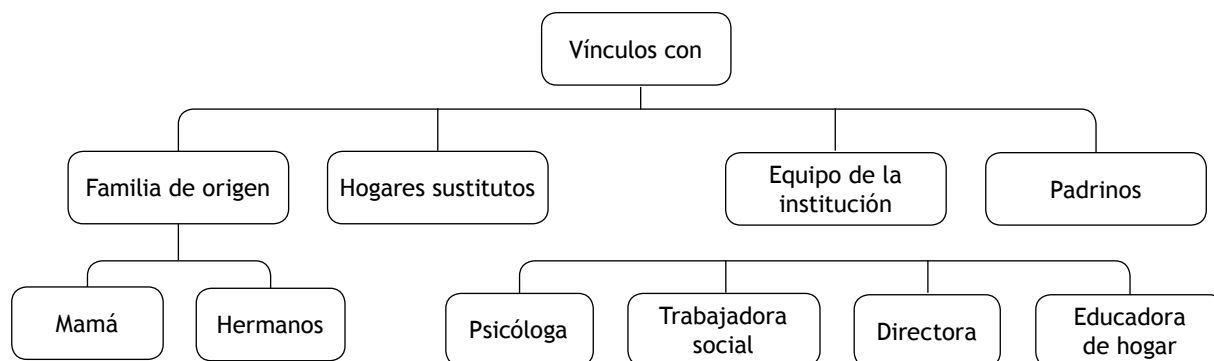 Vínculos con
Familia de origen
Hogares sustitutos
Equipo de la
institución
Padrinos
Mamá
Hermanos
Psicóloga
Trabajadora
social
Directora
Educadora
de hogar